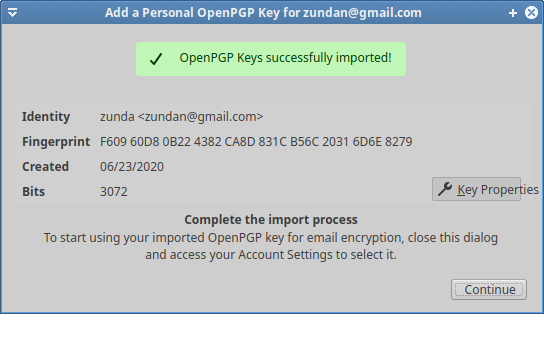 Add a Personal OpenPGP Key for zundan@gmail.com
OpenPGP Keys successfully imported!
Identity zunda <zundan@gmail.com>
Fingerprint F609 60D8 0B22 4382 CA8D 831C B56C 2031 6D6E 8279
Created 06/23/2020
Bits 3072
Key Properties
Complete the import process
To start using your imported OpenPGP key for email encryption, close this dialog
and access your Account Settings to select it.
Continue